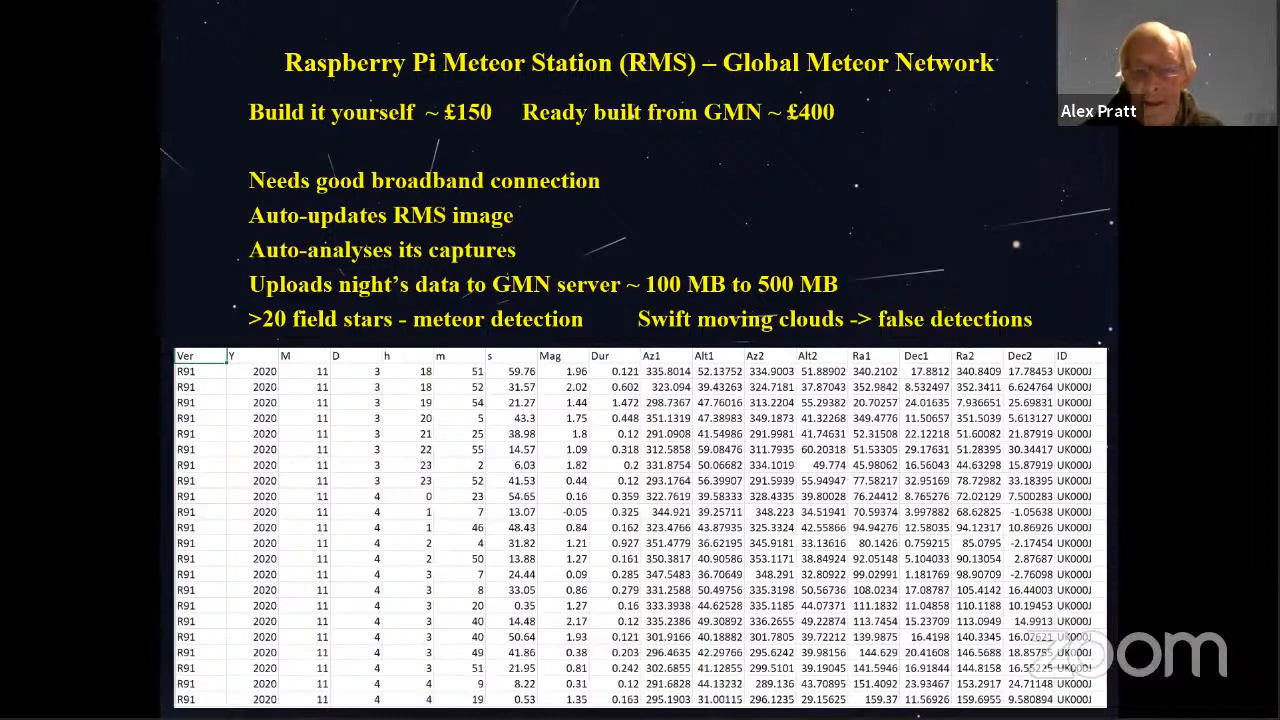 Raspberry Pi Meteor Station (RMS) – Global Meteor Network
Build it yourself ~ £150 Ready built from GMN ~ £400
Alex Pratt
Needs good broadband connection
Auto-updates RMS image
Auto-analyses its captures
Uploads night's data to GMN server ~ 100 MB to 500 MB
>20 field stars - meteor detection Swift moving clouds -> false detections
Ver Y M D h m s Mag Dur Az1 Alt1 Az2 Alt2 Ra1 Dec1 Ra2 Dec2 ID
R91 2020 11 3 18 51 59.76 1.96 0.121 335.8014 52.13752 334.9003 51.88902 340.2102 17.8812 340.8409 17.78453 UK000J
R91 2020 11 3 18 52 31.57 2.02 0.602 323.094 39.43263 324.7181 37.87043 352.9842 8.532497 352.3411 6.624764 UK000J
R91 2020 11 3 19 54 21.27 1.44 1.472 298.7367 47.76016 313.2204 55.29382 20.70257 24.01635 7.936651 25.69831 UK000J
R91 2020 11 3 20 5 43.3 1.75 0.448 351.1319 47.38983 349.1873 41.32268 349.4776 11.50657 351.5039 5.613127 UK000J
R91 2020 11 3 21 25 38.98 1.8 0.12 291.0908 41.54986 291.9981 41.74631 52.31508 22.12218 51.60082 21.87919 UK000J
R91 2020 11 3 22 55 14.57 1.09 0.318 312.5858 59.08476 311.7935 60.20318 51.53305 29.17631 51.28395 30.34417 UK000J
R91 2020 11 3 23 2 6.03 1.82 0.2 331.8754 50.06682 334.1019 49.774 45.98062 16.56043 44.63298 15.87919 UK000J
R91 2020 11 3 23 52 41.53 0.44 0.12 293.1764 56.39907 291.5939 55.94947 77.58217 32.95169 78.72982 33.18395 UK000J
R91 2020 11 4 0 23 54.65 0.16 0.359 322.7619 39.58333 328.4335 39.80028 76.24412 8.765276 72.02129 7.500283 UK000J
R91 2020 11 4 1 7 13.07 -0.05 0.325 344.921 39.25711 348.223 34.51941 70.59374 3.997882 68.62825 -1.05638 UK000J
R91 2020 11 4 1 46 48.43 0.84 0.162 323.4766 43.87935 325.3324 42.55866 94.94276 12.58035 94.12317 10.86926 UK000J
R91 2020 11 4 2 4 31.82 1.21 0.927 351.4779 36.62195 345.9181 33.13616 80.1426 0.759215 85.0795 -2.17454 UK000J
R91 2020 11 4 2 50 13.88 1.27 0.161 350.3817 40.90586 353.1171 38.84924 92.05148 5.104033 90.13054 2.87687 UK000J
R91 2020 11 4 3 7 24.44 0.09 0.285 347.5483 36.70649 348.291 32.80922 99.02991 1.181769 98.90709 -2.76098 UK000J
R91 2020 11 4 3 8 33.05 0.86 0.279 331.2588 50.49756 335.3198 50.56736 108.0234 17.08787 105.4142 16.44003 UK000J
R91 2020 11 4 3 20 0.35 1.27 0.16 333.3938 44.62528 335.1185 44.07371 111.1832 11.04858 110.1188 10.19453 UK000J
R91 2020 11 4 3 40 14.48 2.17 0.12 335.2386 49.30892 336.2655 49.22874 113.7454 15.23709 113.0949 14.9913 UK000J
R91 2020 11 4 3 40 50.64 1.93 0.121 301.9166 40.18882 301.7805 39.72212 139.9875 16.4198 140.3345 16.02621 UK000J
R91 2020 11 4 3 49 41.86 0.38 0.203 296.4635 42.29766 295.6242 39.98156 144.629 20.41608 146.5688 18.85755 UK000J
R91 2020 11 4 3 51 21.95 0.81 0.242 302.6855 41.12855 299.5101 39.19045 141.5946 16.91844 144.8158 16.55225 UK000J
R91 2020 11 4 4 9 8.22 0.31 0.12 291.6828 44.13232 289.136 43.70895 151.4092 23.93467 153.2917 24.71148 UK000J
R91 2020 11 4 4 19 0.53 1.35 0.163 295.1903 31.00115 296.1235 29.15625 159.37 11.56926 159.6955 9.580894 UK000J
zoom